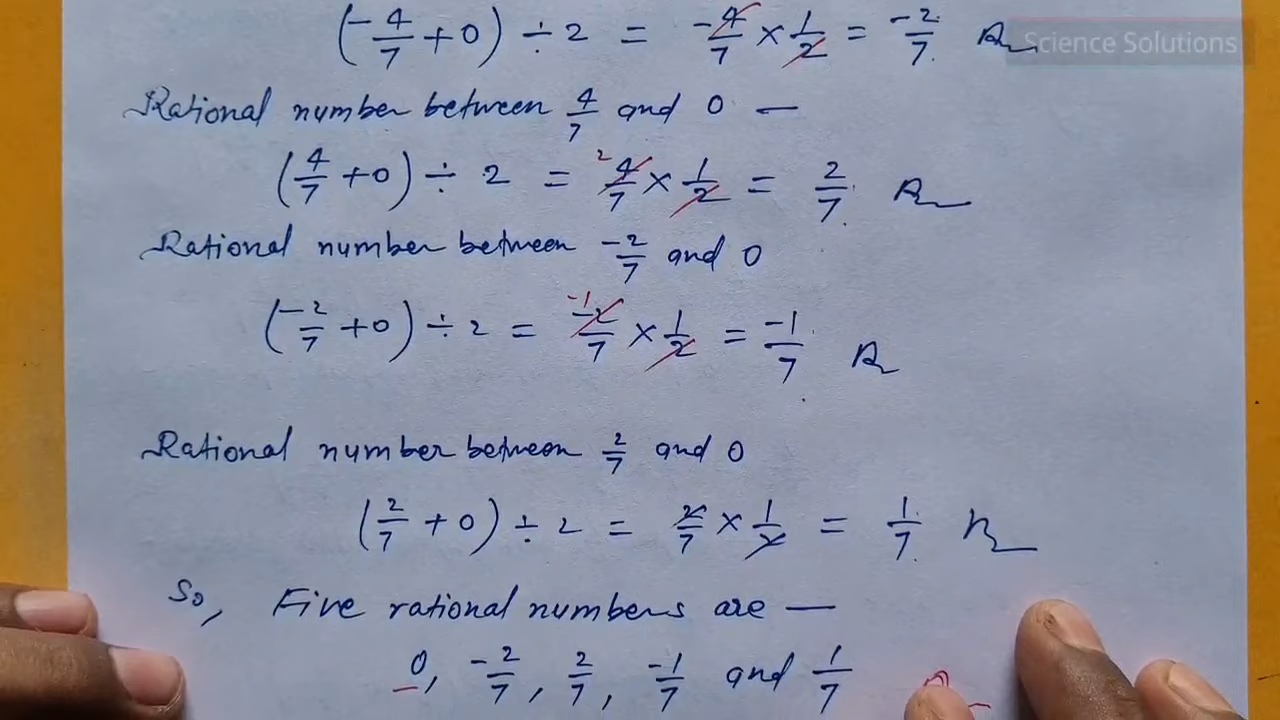 (-4/7 + 0) ÷ 2 = -4/7 × 1/2 = -2/7
Science Solutions
Rational number between 4/7 and 0 —
(4/7 + 0) ÷ 2 = 2 4/7 × 1/2 = 2/7
Rational number between -2/7 and 0
(-2/7 + 0) ÷ 2 = -1 -2/7 × 1/2 = -1/7
Rational number between 2/7 and 0
(2/7 + 0) ÷ 2 = 2/7 × 1/2 = 1/7
So, Five rational numbers are —
0, -2/7, 2/7, -1/7 and 1/7